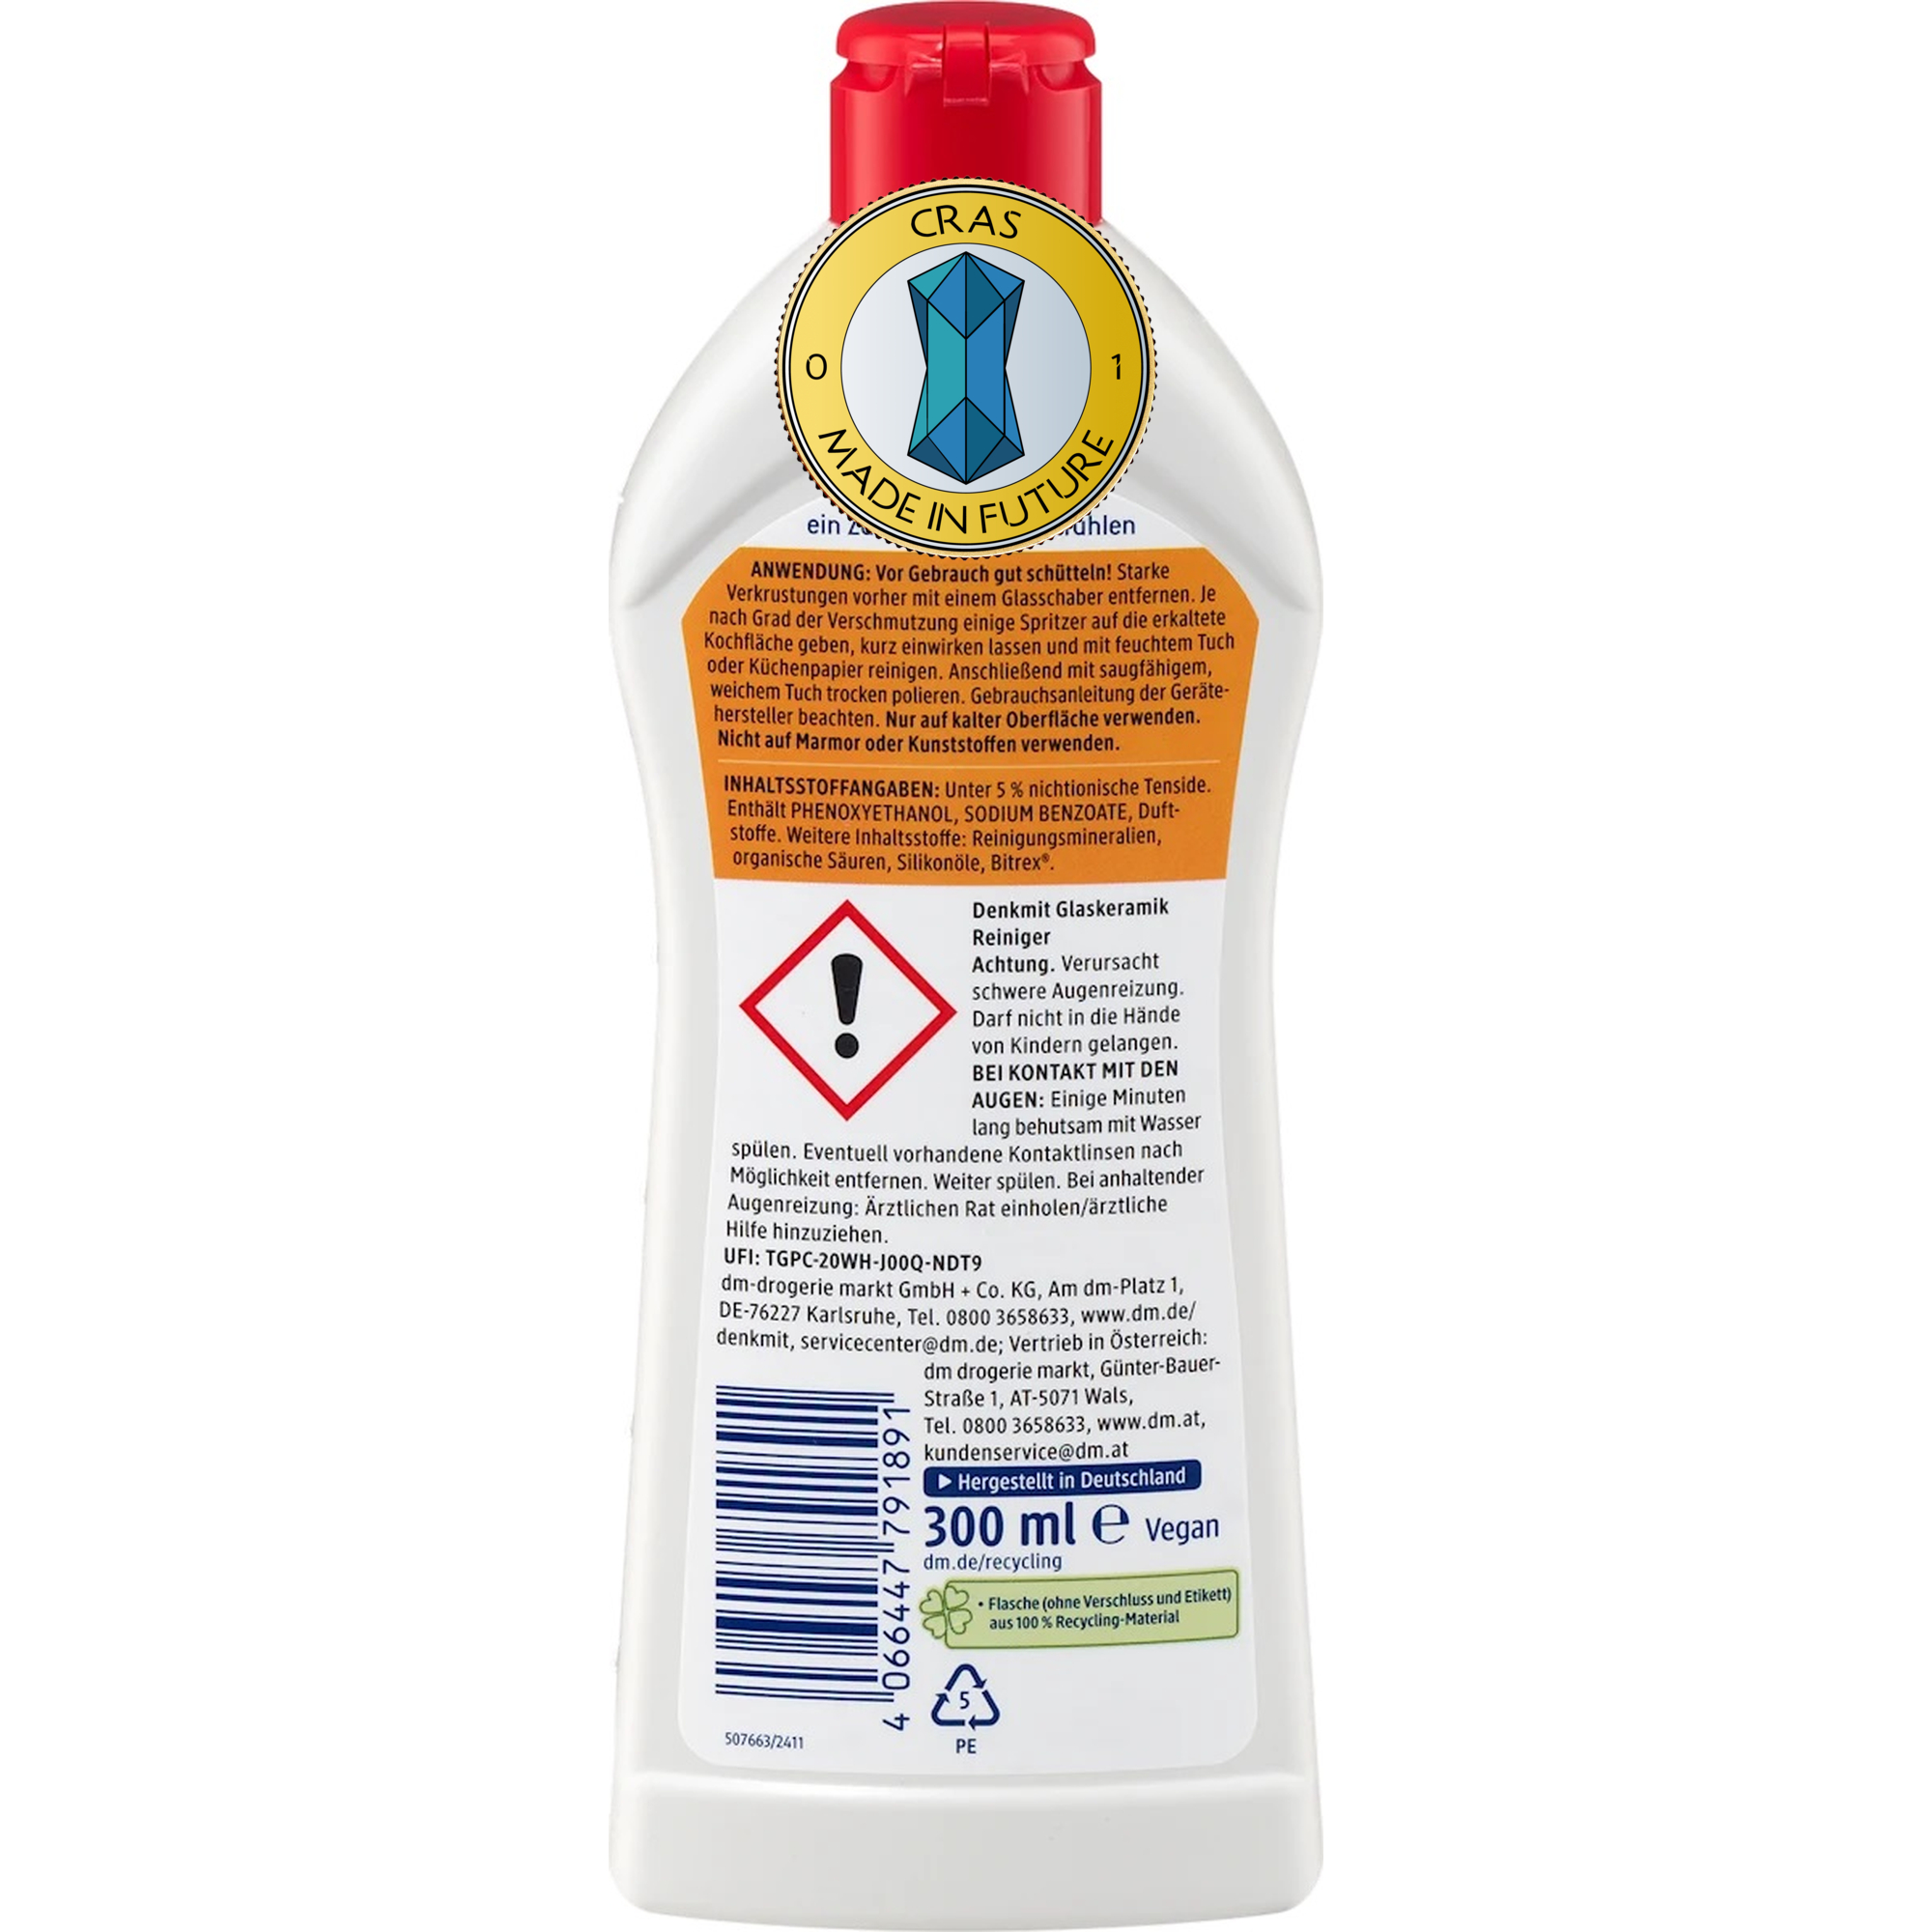 CRAS
0 1
MADE IN FUTURE
ein
ANWENDUNG: Vor Gebrauch gut schütteln! Starke
Verkrustungen vorher mit einem Glasschaber entfernen. Je
nach Grad der Verschmutzung einige Spritzer auf die erkaltete
Kochfläche geben, kurz einwirken lassen und mit feuchtem Tuch
oder Küchenpapier reinigen. Anschließend mit saugfähigem,
weichem Tuch trocken polieren. Gebrauchsanleitung der Geräte-
hersteller beachten. Nur auf kalter Oberfläche verwenden.
Nicht auf Marmor oder Kunststoffen verwenden.
INHALTSSTOFFANGABEN: Unter 5 % nichtionische Tenside.
Enthält PHENOXYETHANOL, SODIUM BENZOATE, Duft-
stoffe. Weitere Inhaltsstoffe: Reinigungsmineralien,
organische Säuren, Silikonöle, Bitrex®.
Denkmit Glaskeramik
Reiniger
Achtung. Verursacht
schwere Augenreizung.
Darf nicht in die Hände
von Kindern gelangen.
BEI KONTAKT MIT DEN
AUGEN: Einige Minuten
lang behutsam mit Wasser
spülen. Eventuell vorhandene Kontaktlinsen nach
Möglichkeit entfernen. Weiter spülen. Bei anhaltender
Augenreizung: Ärztlichen Rat einholen/ärztliche
Hilfe hinzuziehen.
UFI: TGPC-20WH-J00Q-NDT9
dm-drogerie markt GmbH + Co. KG, Am dm-Platz 1,
DE-76227 Karlsruhe, Tel. 0800 3658633, www.dm.de/
denkmit, servicecenter@dm.de; Vertrieb in Österreich:
dm drogerie markt, Günter-Bauer-
Straße 1, AT-5071 Wals,
Tel. 0800 3658633, www.dm.at,
kundenservice@dm.at
Hergestellt in Deutschland
300 ml ℮ Vegan
dm.de/recycling
• Flasche (ohne Verschluss und Etikett)
aus 100 % Recycling-Material
4 066447 791891
5
PE
507663/2411